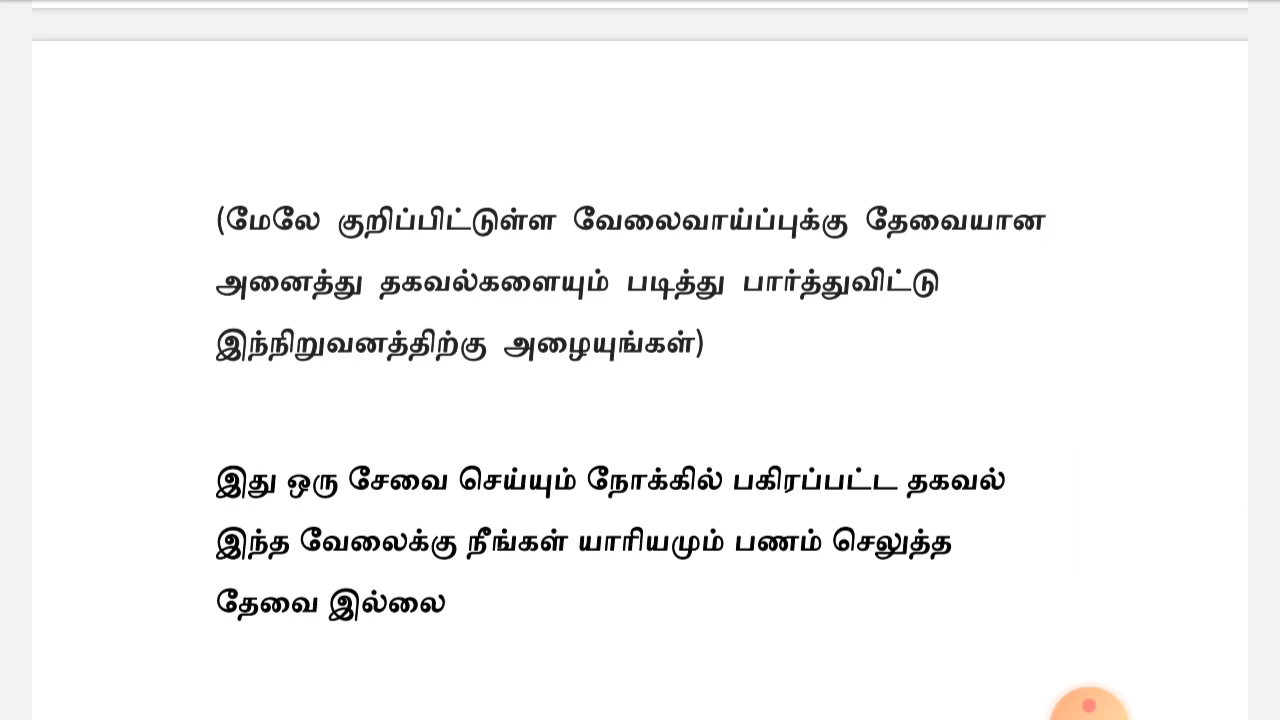 (மேலே குறிப்பிட்டுள்ள வேலைவாய்ப்புக்கு தேவையான
அனைத்து தகவல்களையும் படித்து பார்த்துவிட்டு
இந்நிறுவனத்திற்கு அழையுங்கள்)
இது ஒரு சேவை செய்யும் நோக்கில் பகிரப்பட்ட தகவல்
இந்த வேலைக்கு நீங்கள் யாரியமும் பணம் செலுத்த
தேவை இல்லை